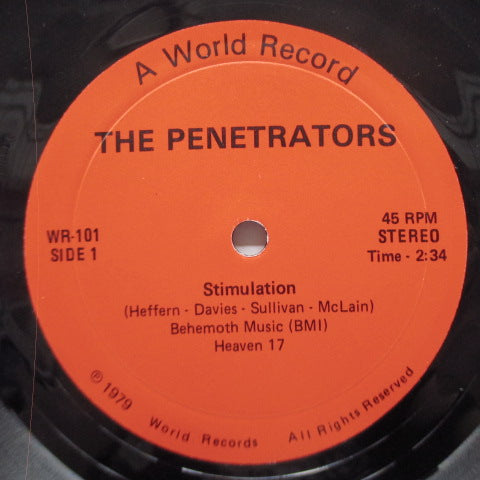 A World Record
THE PENETRATORS
WR-101
SIDE 1
45 RPM
STEREO
Time - 2:34
Stimulation
(Heffern - Davies - Sullivan - McLain)
Behemoth Music (BMI)
Heaven 17
℗ 1979 World Records All Rights Reserved